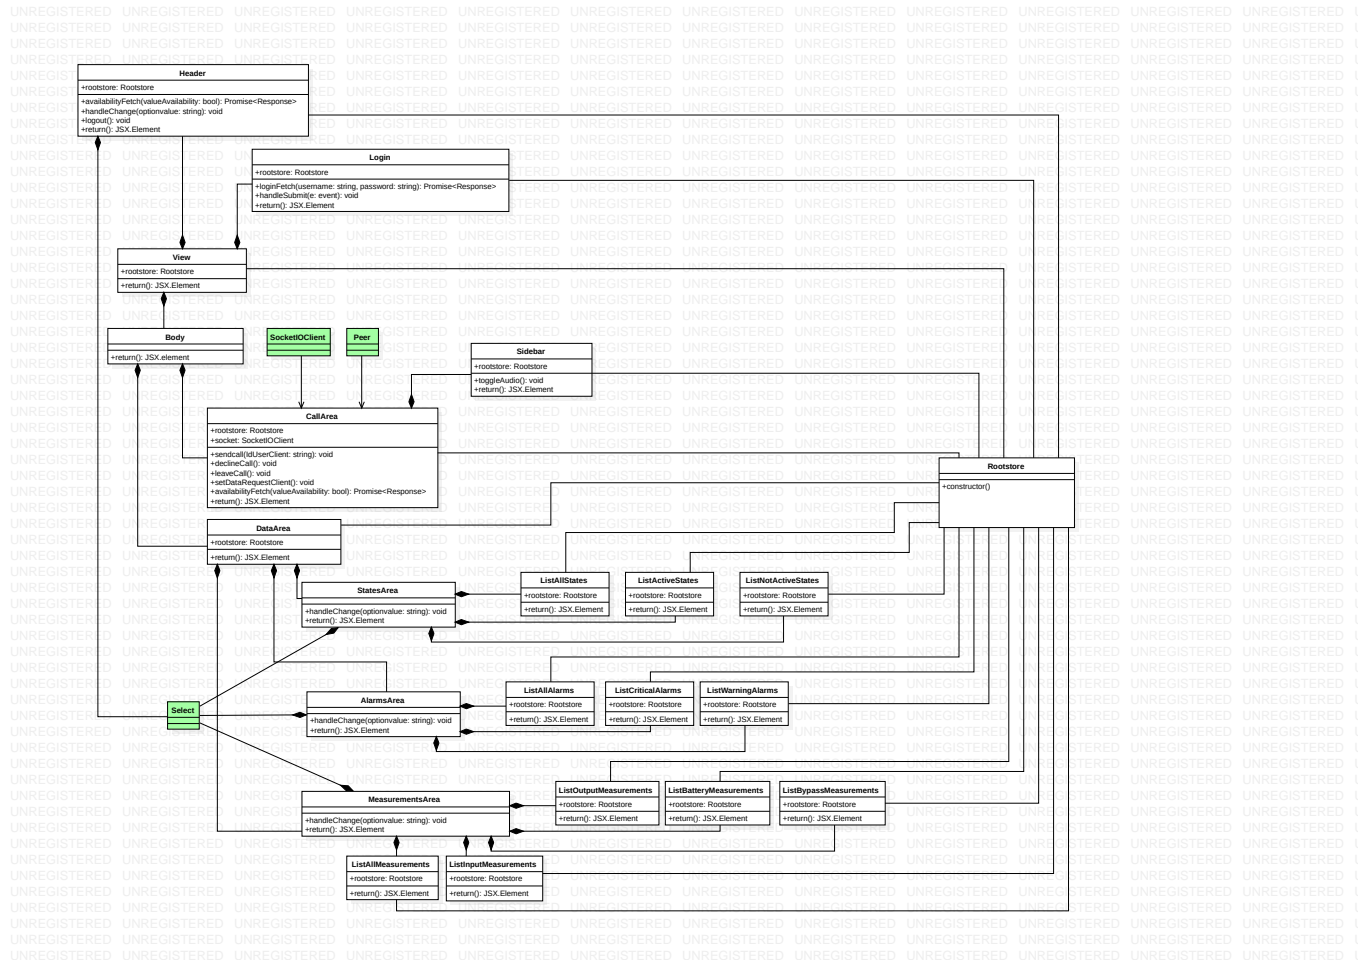 Header
+rootstore: Rootstore
+availabilityFetch(valueAvailability: bool): Promise<Response>
+handleChange(optionvalue: string): void
+logout(): void
+return(): JSX.Element
Login
+rootstore: Rootstore
+loginFetch(username: string, password: string): Promise<Response>
+handleSubmit(e: event): void
+return(): JSX.Element
View
+rootstore: Rootstore
+return(): JSX.Element
Body
+return(): JSX.element
SocketIOClient
Peer
Sidebar
+rootstore: Rootstore
+toggleAudio(): void
+return(): JSX.Element
CallArea
+rootstore: Rootstore
+socket: SocketIOClient
+sendcall(IdUserClient: string): void
+declineCall(): void
+leaveCall(): void
+setDataRequestClient(): void
+availabilityFetch(valueAvailability: bool): Promise<Response>
+return(): JSX.Element
Rootstore
+constructor()
DataArea
+rootstore: Rootstore
+return(): JSX.Element
StatesArea
+handleChange(optionvalue: string): void
+return(): JSX.Element
ListAllStates
+rootstore: Rootstore
+return(): JSX.Element
ListActiveStates
+rootstore: Rootstore
+return(): JSX.Element
ListNotActiveStates
+rootstore: Rootstore
+return(): JSX.Element
Select
AlarmsArea
+handleChange(optionvalue: string): void
+return(): JSX.Element
ListAllAlarms
+rootstore: Rootstore
+return(): JSX.Element
ListCriticalAlarms
+rootstore: Rootstore
+return(): JSX.Element
ListWarningAlarms
+rootstore: Rootstore
+return(): JSX.Element
MeasurementsArea
+handleChange(optionvalue: string): void
+return(): JSX.Element
ListOutputMeasurements
+rootstore: Rootstore
+return(): JSX.Element
ListBatteryMeasurements
+rootstore: Rootstore
+return(): JSX.Element
ListBypassMeasurements
+rootstore: Rootstore
+return(): JSX.Element
ListAllMeasurements
+rootstore: Rootstore
+return(): JSX.Element
ListInputMeasurements
+rootstore: Rootstore
+return(): JSX.Element
UNREGISTERED